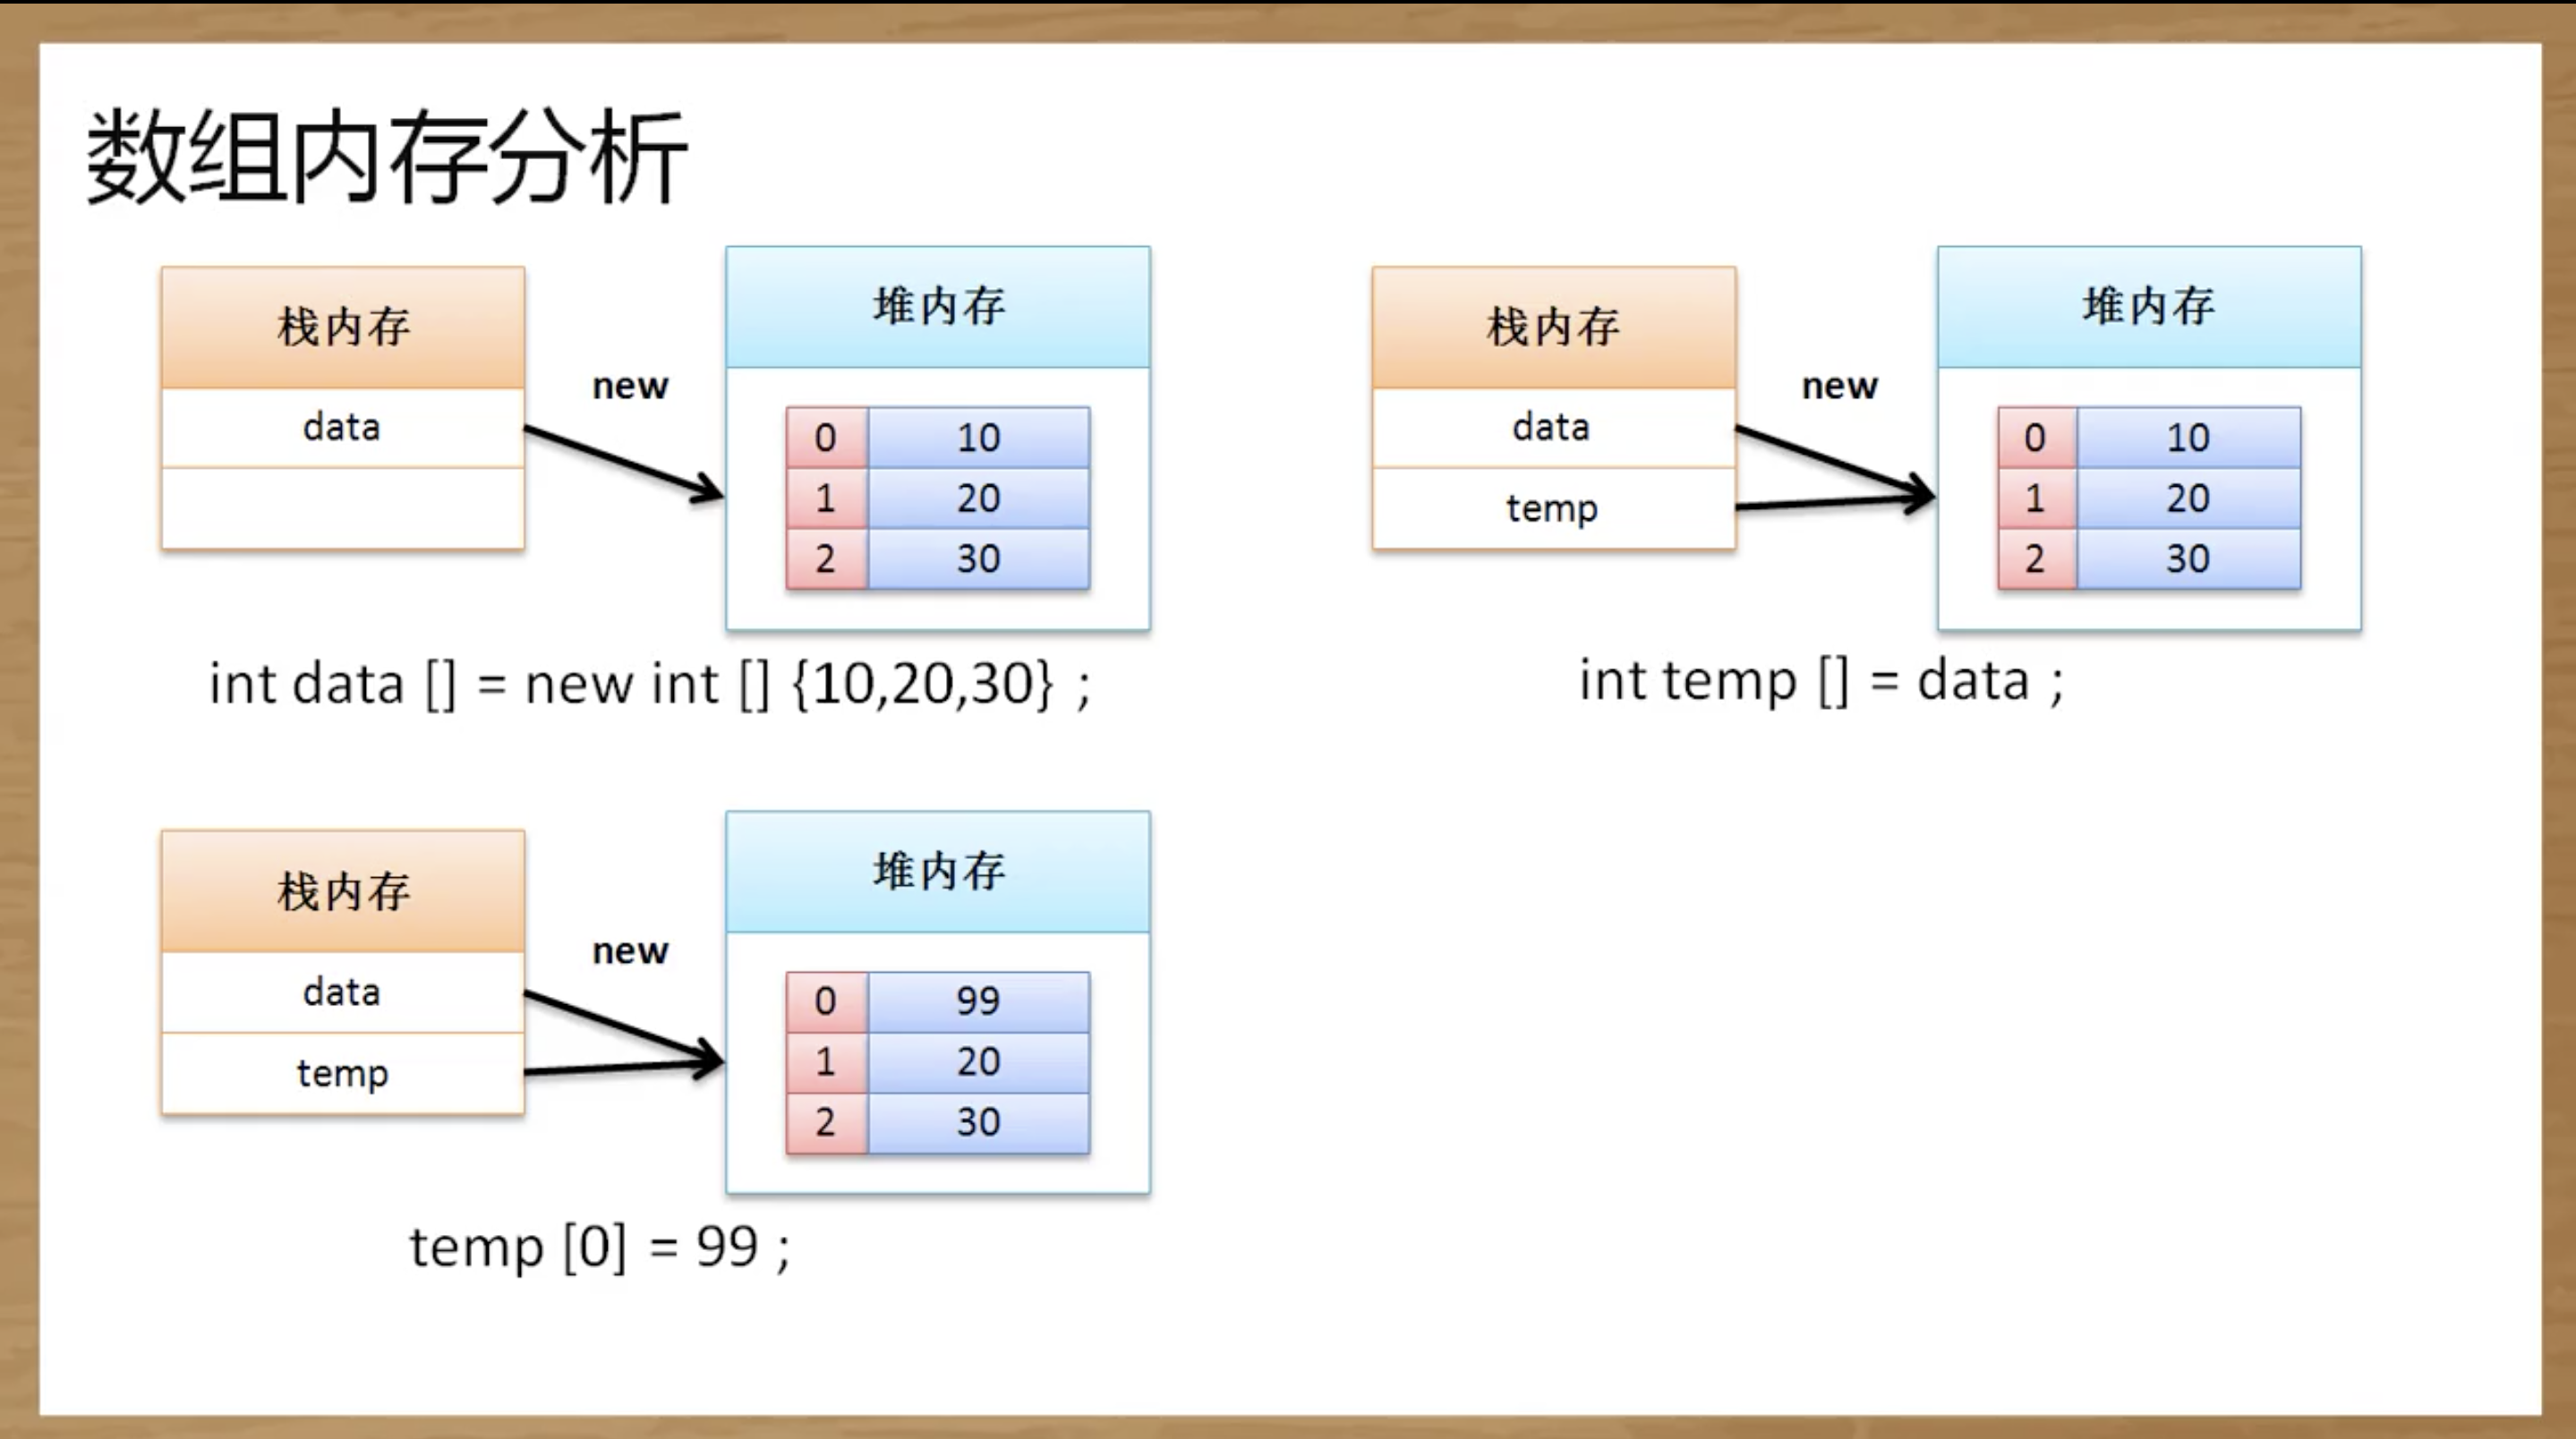 数组内存分析
栈内存
data
new
堆内存
0 10
1 20
2 30
int data [] = new int [] {10,20,30} ;
栈内存
data
temp
new
堆内存
0 10
1 20
2 30
int temp [] = data ;
栈内存
data
temp
new
堆内存
0 99
1 20
2 30
temp [0] = 99 ;